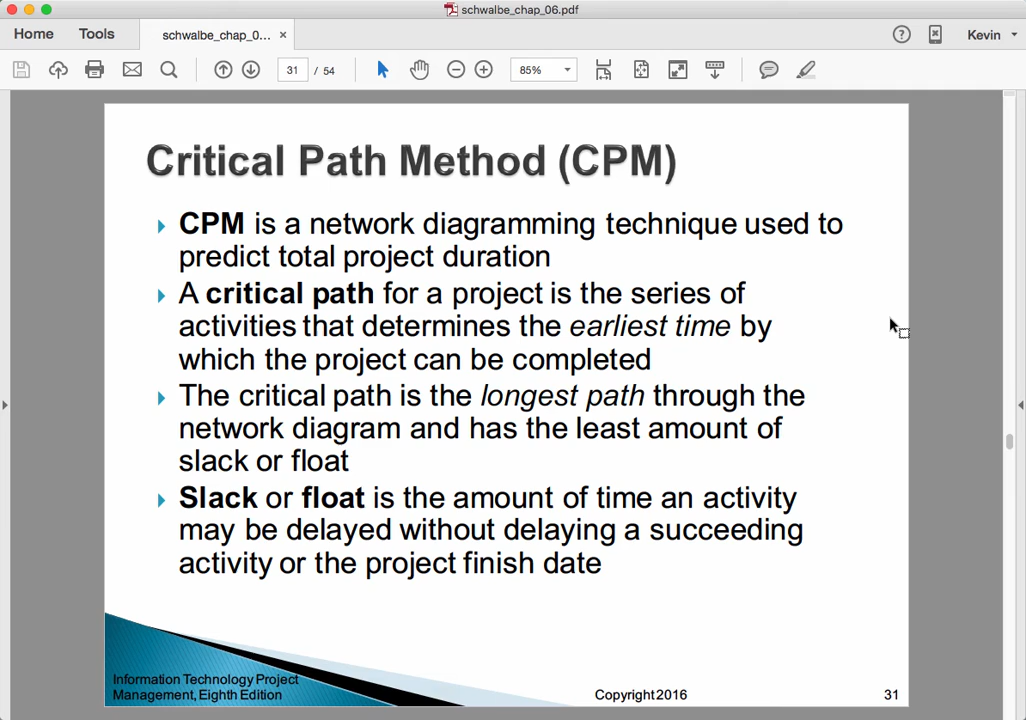 schwalbe_chap_06.pdf
Home Tools schwalbe_chap_0... × Kevin
31 / 54 85%
Critical Path Method (CPM)
CPM is a network diagramming technique used to
predict total project duration
A critical path for a project is the series of
activities that determines the earliest time by
which the project can be completed
The critical path is the longest path through the
network diagram and has the least amount of
slack or float
Slack or float is the amount of time an activity
may be delayed without delaying a succeeding
activity or the project finish date
Information Technology Project
Management, Eighth Edition
Copyright 2016
31